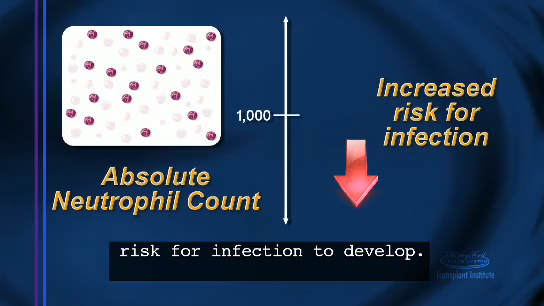 Absolute
Neutrophil Count
1,000
Increased
risk for
infection
risk for infection to develop.
Transplant Institute